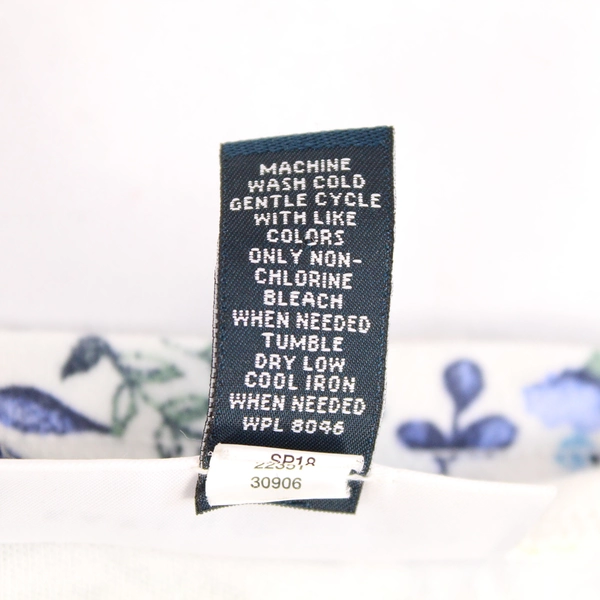 MACHINE
WASH COLD
GENTLE CYCLE
WITH LIKE
COLORS
ONLY NON-
CHLORINE
BLEACH
WHEN NEEDED
TUMBLE
DRY LOW
COOL IRON
WHEN NEEDED
WPL 8046
SP18
30906